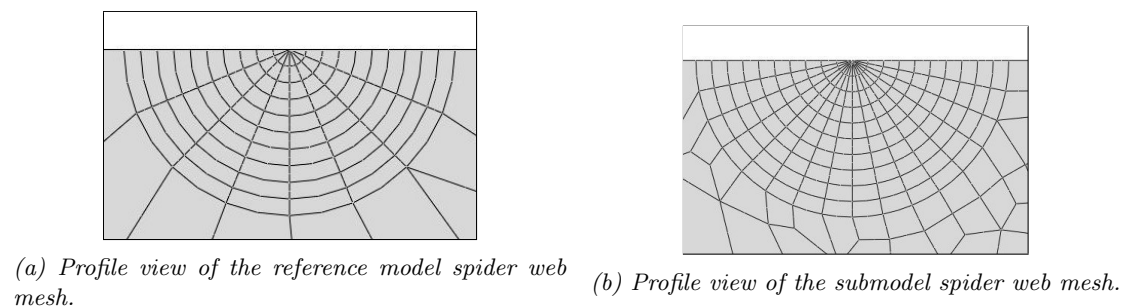 (a) Profile view of the reference model spider web
mesh.
(b) Profile view of the submodel spider web mesh.